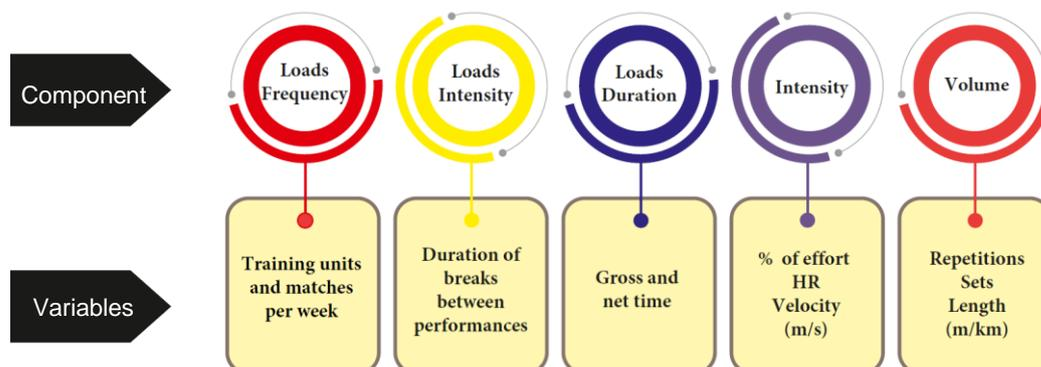 Component
Loads
Frequency
Loads
Intensity
Loads
Duration
Intensity
Volume
Variables
Training units
and matches
per week
Duration of
breaks
between
performances
Gross and
net time
% of effort
HR
Velocity
(m/s)
Repetitions
Sets
Length
(m/km)